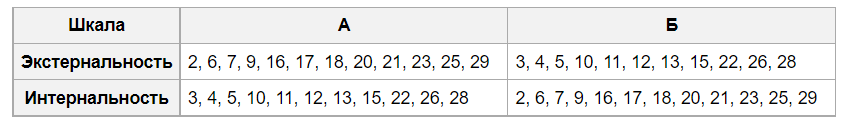 Шкала А Б
Экстернальность 2, 6, 7, 9, 16, 17, 18, 20, 21, 23, 25, 29 3, 4, 5, 10, 11, 12, 13, 15, 22, 26, 28
Интернальность 3, 4, 5, 10, 11, 12, 13, 15, 22, 26, 28 2, 6, 7, 9, 16, 17, 18, 20, 21, 23, 25, 29